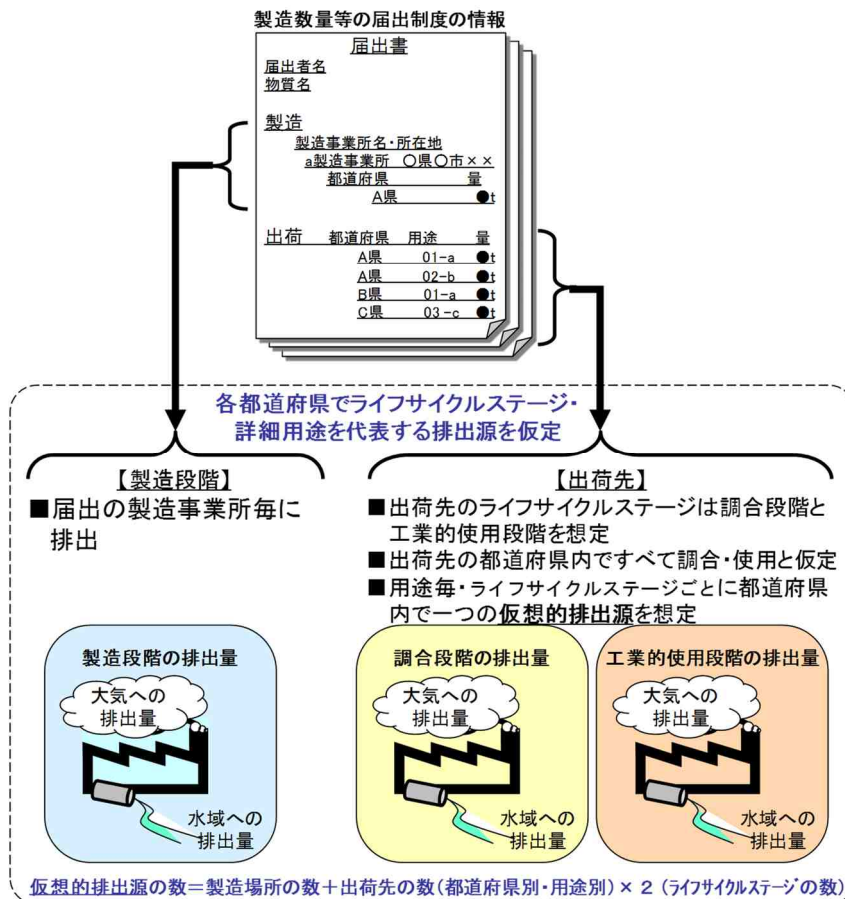 製造数量等の届出制度の情報
届出書
届出者名
物質名
製造
製造事業所名・所在地
a製造事業所 〇県〇市××
都道府県 量
A県 ●t
出荷 都道府県 用途 量
A県 01-a ●t
A県 02-b ●t
B県 01-a ●t
C県 03-c ●t
各都道府県でライフサイクルステージ・
詳細用途を代表する排出源を仮定
【製造段階】
■届出の製造事業所毎に
排出
【出荷先】
■出荷先のライフサイクルステージは調合段階と
工業的使用段階を想定
■出荷先の都道府県内ですべて調合・使用と仮定
■用途毎・ライフサイクルステージごとに都道府県
内で一つの仮想的排出源を想定
製造段階の排出量
大気への
排出量
水域への
排出量
調合段階の排出量
大気への
排出量
水域への
排出量
工業的使用段階の排出量
大気への
排出量
水域への
排出量
仮想的排出源の数=製造場所の数+出荷先の数(都道府県別・用途別)×2(ライフサイクルステージの数)